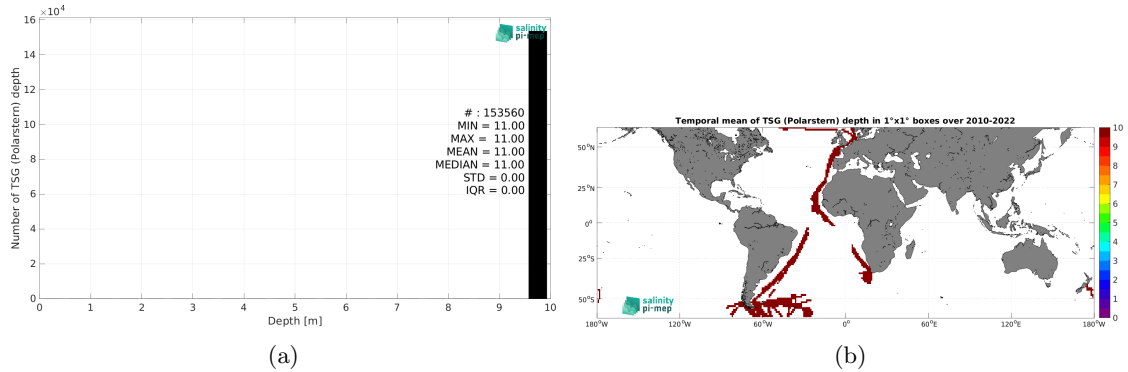 ×10⁴
16
14
12
10
8
6
4
2
0
Number of TSG (Polarstern) depth
salinity
pi-mep
# : 153560
MIN = 11.00
MAX = 11.00
MEAN = 11.00
MEDIAN = 11.00
STD = 0.00
IQR = 0.00
0 1 2 3 4 5 6 7 8 9 10
Depth [m]
(a)
Temporal mean of TSG (Polarstern) depth in 1°x1° boxes over 2010-2022
50°N
25°N
0°
25°S
50°S
salinity
pi-mep
180°W 120°W 60°W 0° 60°E 120°E 180°W
10
9
8
7
6
5
4
3
2
1
0
(b)